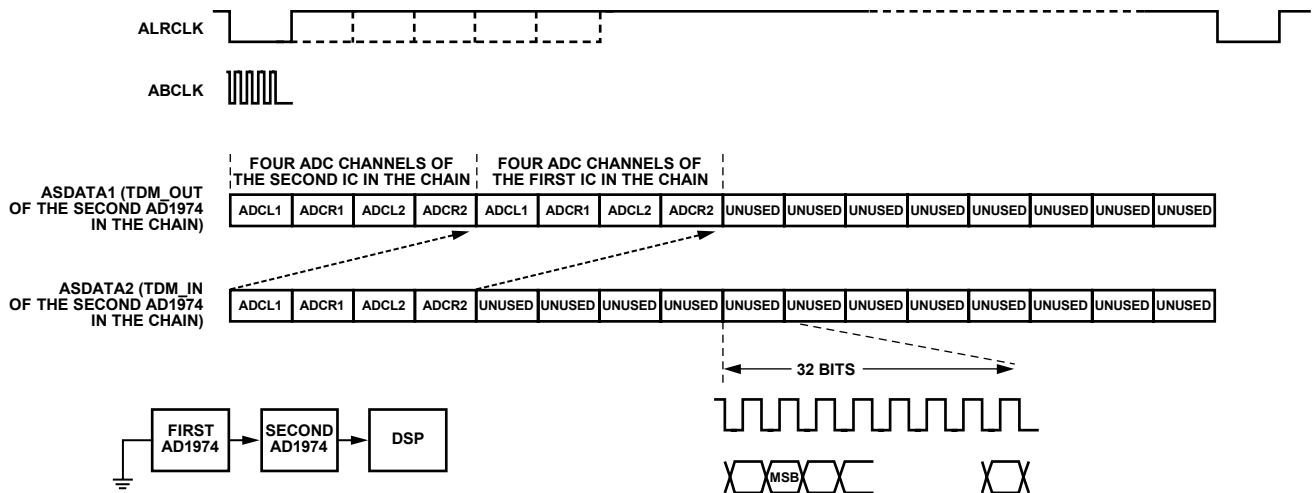 ALRCLK
ABCLK
FOUR ADC CHANNELS OF
THE SECOND IC IN THE CHAIN
FOUR ADC CHANNELS OF
THE FIRST IC IN THE CHAIN
ASDATA1 (TDM_OUT
OF THE SECOND AD1974
IN THE CHAIN)
ADCL1 ADCR1 ADCL2 ADCR2 ADCL1 ADCR1 ADCL2 ADCR2 UNUSED UNUSED UNUSED UNUSED UNUSED UNUSED UNUSED UNUSED
ASDATA2 (TDM_IN
OF THE SECOND AD1974
IN THE CHAIN)
ADCL1 ADCR1 ADCL2 ADCR2 UNUSED UNUSED UNUSED UNUSED UNUSED UNUSED UNUSED UNUSED UNUSED UNUSED UNUSED UNUSED
32 BITS
FIRST
AD1974
SECOND
AD1974
DSP
MSB